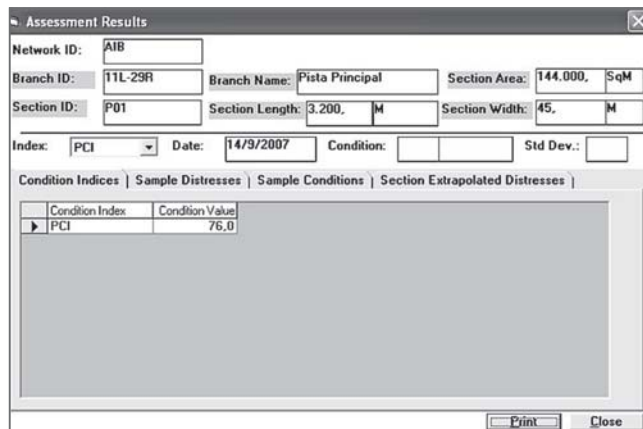 Assessment Results
Network ID: AIB
Branch ID: 11L-29R Branch Name: Pista Principal Section Area: 144.000, SqM
Section ID: P01 Section Length: 3.200, M Section Width: 45, M
Index: PCI Date: 14/9/2007 Condition: Std Dev.:
Condition Indices | Sample Distresses | Sample Conditions | Section Extrapolated Distresses |
Condition Index Condition Value
PCI 76,0
Print Close